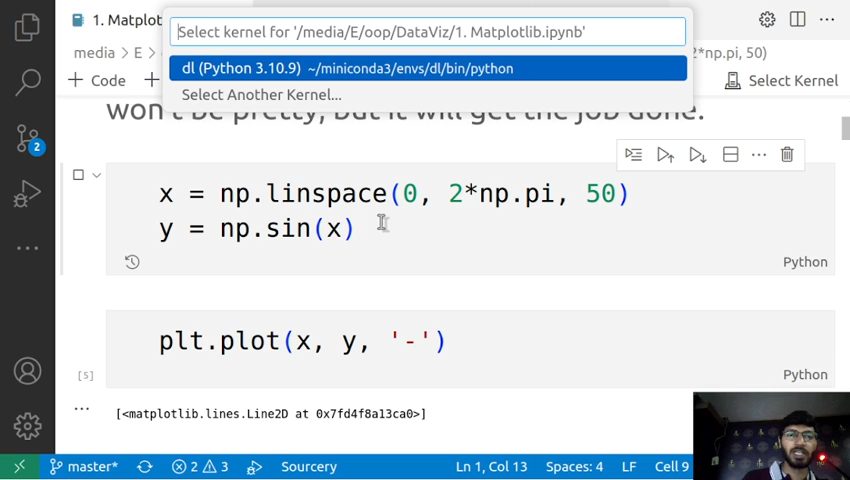 1. Matplot
Select kernel for '/media/E/oop/DataViz/1. Matplotlib.ipynb'
dl (Python 3.10.9) ~/miniconda3/envs/dl/bin/python
Select Another Kernel...
media > E >
2*np.pi, 50)
+ Code +
Select Kernel
won't be pretty, but it will get the job done.
x = np.linspace(0, 2*np.pi, 50)
y = np.sin(x)
Python
2
plt.plot(x, y, '-')
[5]
Python
[<matplotlib.lines.Line2D at 0x7fd4f8a13ca0>]
master* 2 3 Sourcery Ln 1, Col 13 Spaces: 4 LF Cell 9